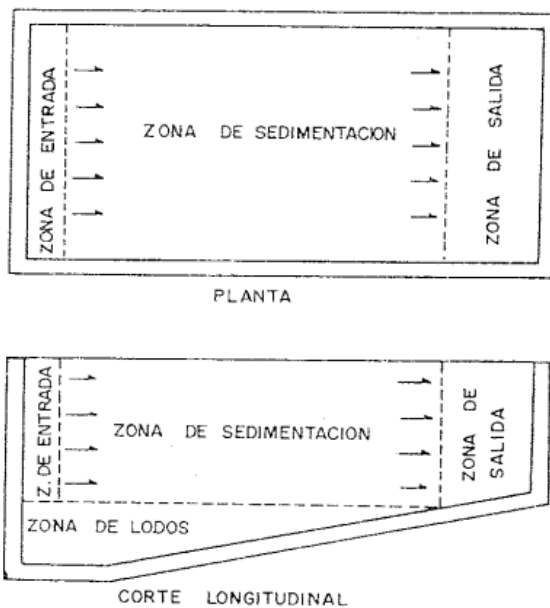 ZONA DE ENTRADA
ZONA DE SEDIMENTACION
ZONA DE SALIDA
PLANTA
Z. DE ENTRADA
ZONA DE SEDIMENTACION
ZONA DE
SALIDA
ZONA DE LODOS
CORTE LONGITUDINAL